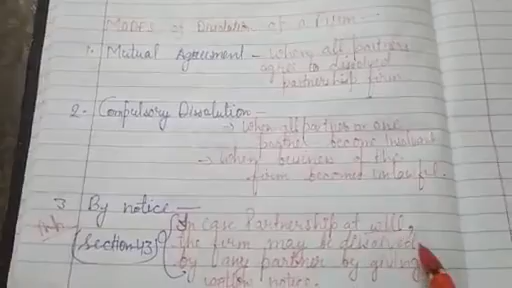 Modes of Dissolution of a Firm
1. Mutual Agreement - When all partners
agree to dissolved
partnership firm
2. Compulsory Dissolution -
→ When all partner or one
partner become Insolvent
→ When business of the
firm becomes unlawful.
3 By notice -
In case Partnership at will,
(Section 43) the firm may be dissolved
by any partner by giving
written notice.